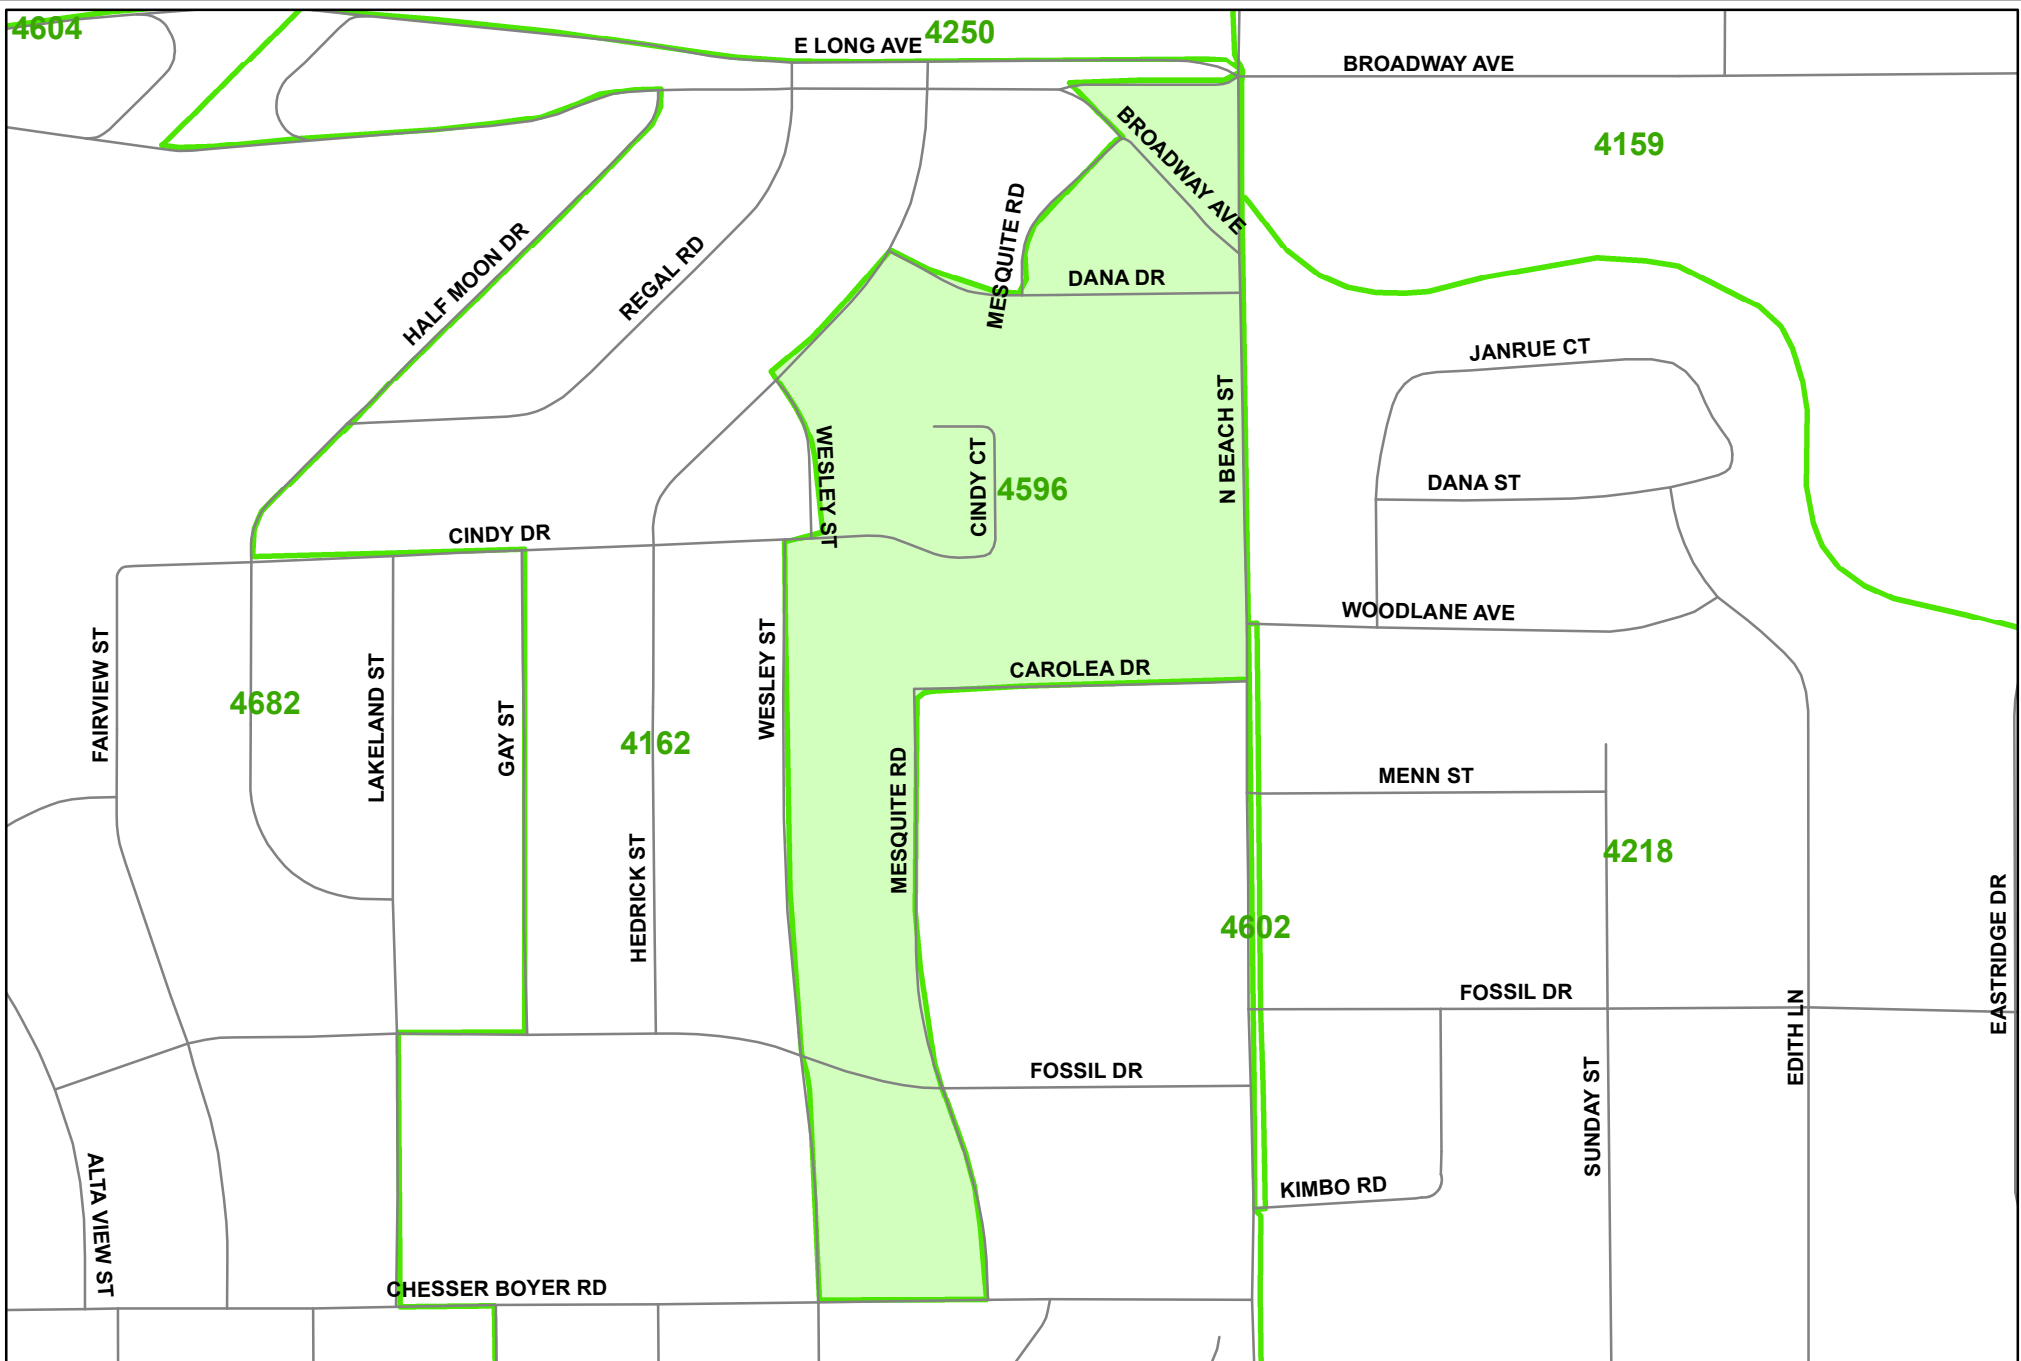 4604
4250
E LONG AVE
BROADWAY AVE
4159
BROADWAY AVE
MESQUITE RD
HALF MOON DR
REGAL RD
DANA DR
JANRUE CT
N BEACH ST
WESLEY ST
CINDY CT
4596
DANA ST
CINDY DR
WOODLANE AVE
FAIRVIEW ST
LAKELAND ST
4682
GAY ST
4162
WESLEY ST
CAROLEA DR
MESQUITE RD
MENN ST
4218
HEDRICK ST
4602
EASTRIDGE DR
FOSSIL DR
EDITH LN
FOSSIL DR
SUNDAY ST
ALTA VIEW ST
KIMBO RD
CHESSER BOYER RD